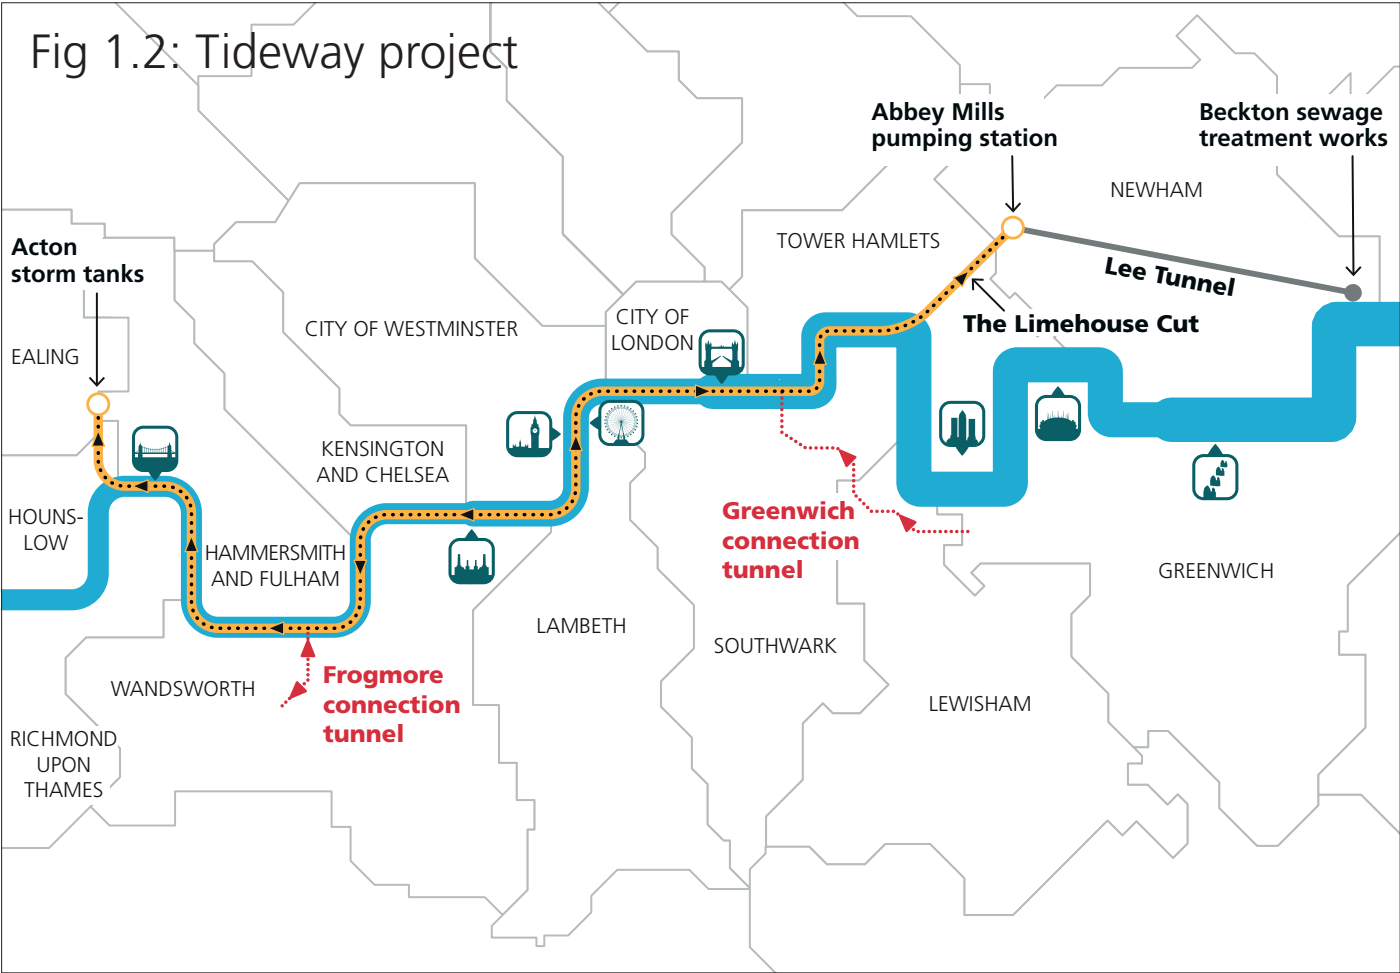 Fig 1.2: Tideway project
Abbey Mills
pumping station
Beckton sewage
treatment works
NEWHAM
Acton
storm tanks
TOWER HAMLETS
Lee Tunnel
The Limehouse Cut
CITY OF WESTMINSTER
CITY OF
LONDON
EALING
KENSINGTON
AND CHELSEA
HOUNS-
LOW
HAMMERSMITH
AND FULHAM
Greenwich
connection
tunnel
GREENWICH
LAMBETH
SOUTHWARK
WANDSWORTH
Frogmore
connection
tunnel
LEWISHAM
RICHMOND
UPON
THAMES